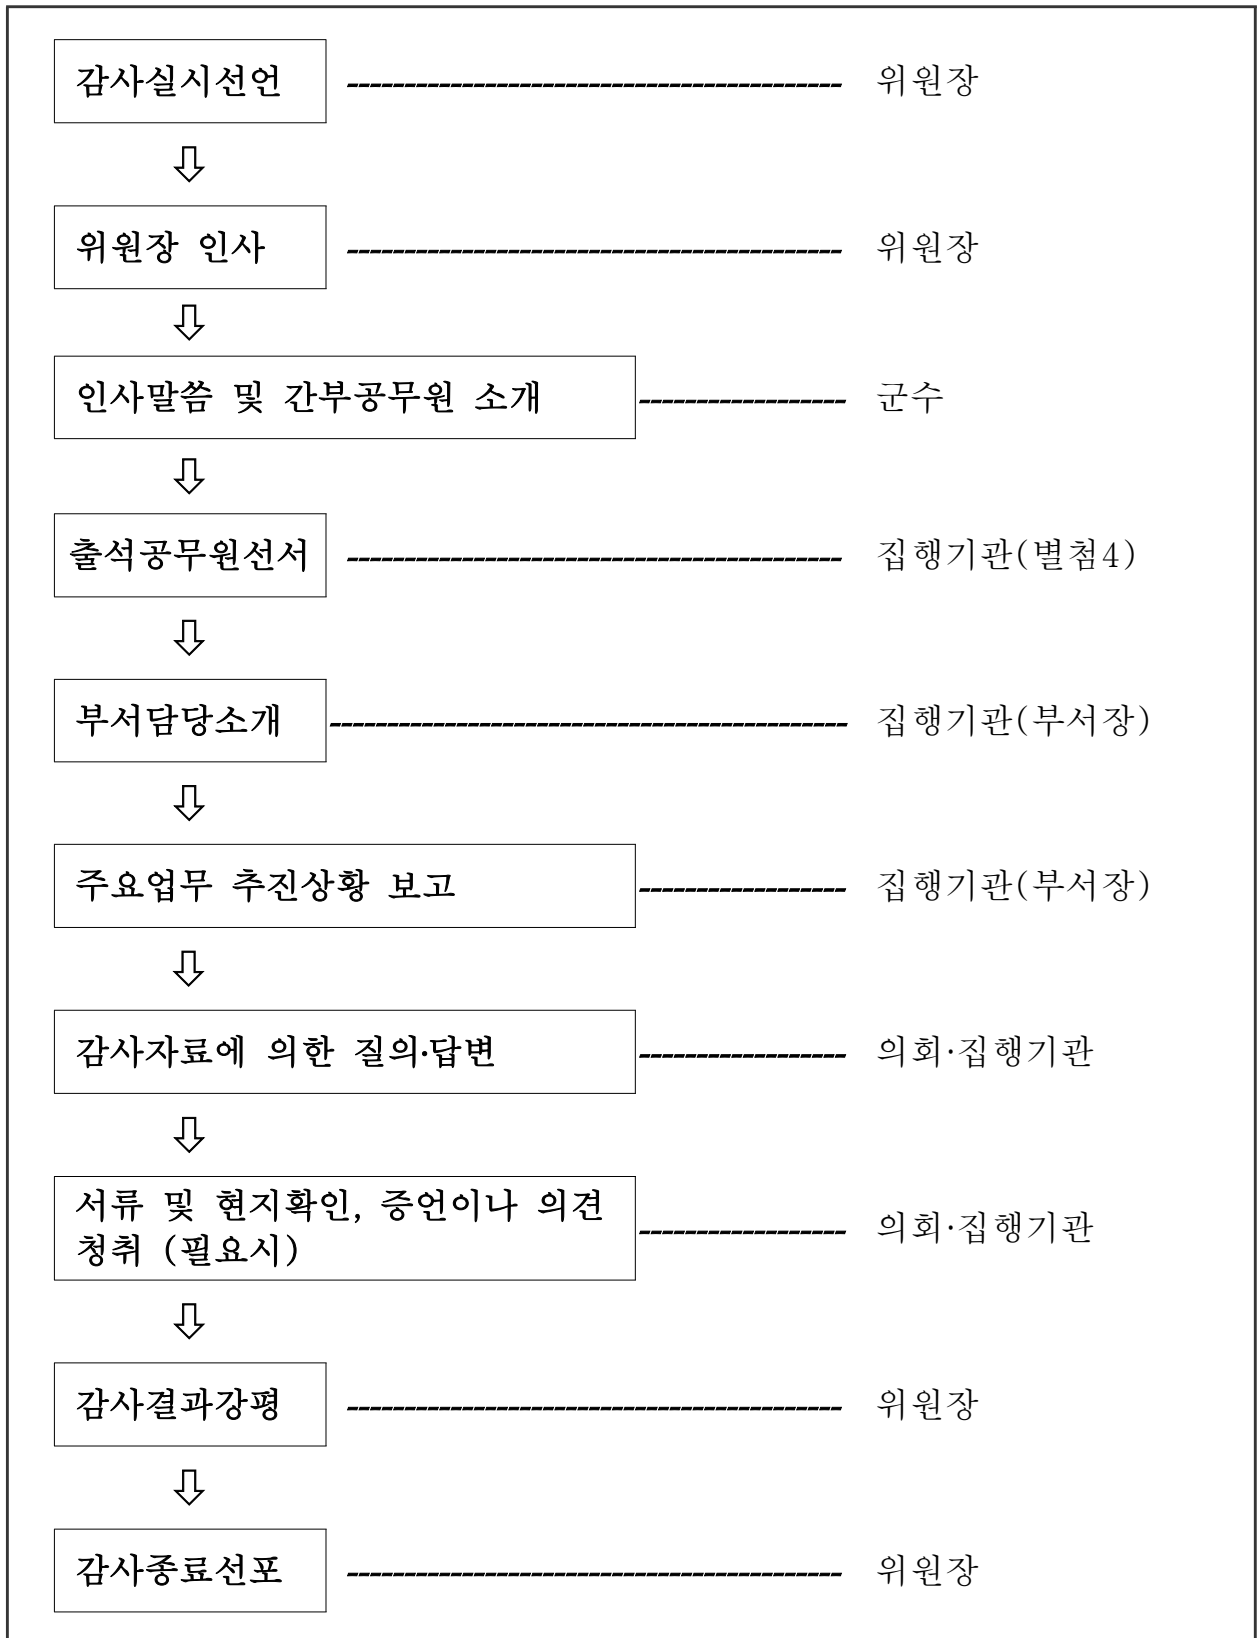 감사실시선언 위원장
위원장 인사 위원장
인사말씀 및 간부공무원 소개 군수
출석공무원선서 집행기관(별첨4)
부서담당소개 집행기관(부서장)
주요업무 추진상황 보고 집행기관(부서장)
감사자료에 의한 질의·답변 의회·집행기관
서류 및 현지확인, 증언이나 의견
청취 (필요시)
의회·집행기관
감사결과강평 위원장
감사종료선포 위원장